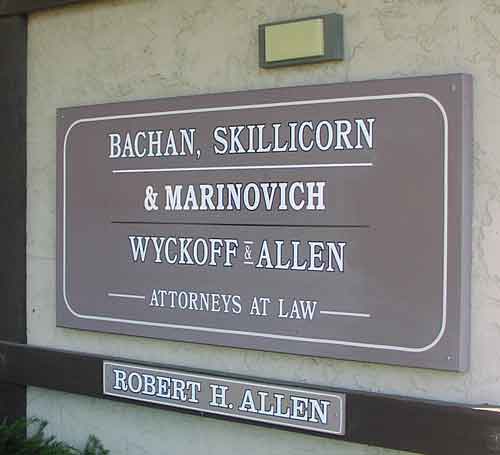 BACHAN, SKILLICORN
& MARINOVICH
WYCKOFF & ALLEN
ATTORNEYS AT LAW
ROBERT H. ALLEN